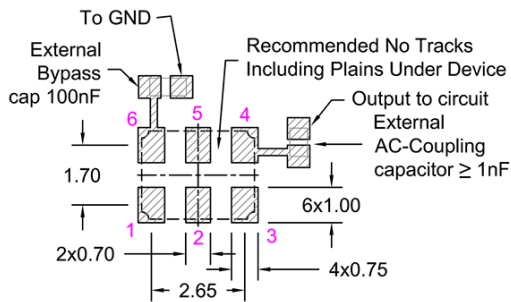 To GND
External
Bypass
cap 100nF
Recommended No Tracks
Including Plains Under Device
Output to circuit
External
AC-Coupling
capacitor ≥ 1nF
6
5
4
1.70
6x1.00
1
2
3
2x0.70
4x0.75
2.65